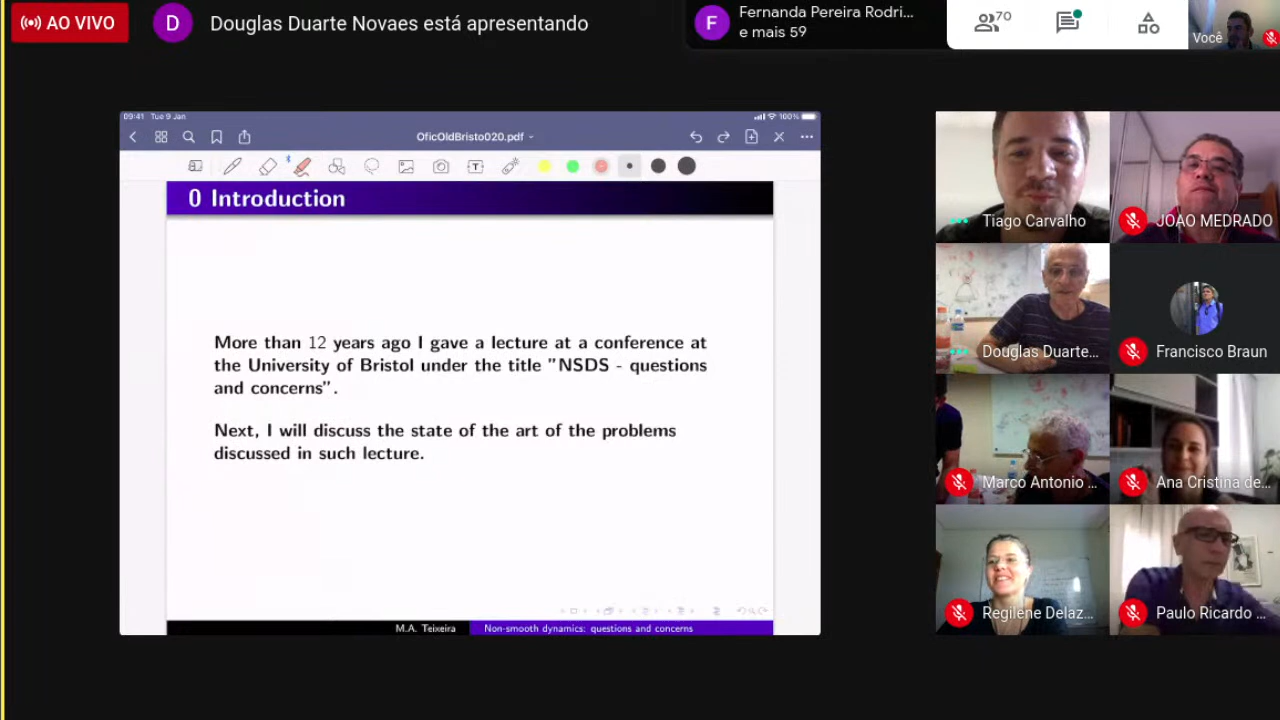 AO VIVO
D
Douglas Duarte Novaes está apresentando
F
Fernanda Pereira Rodri...
e mais 59
70
Você
09:41 Tue 9 Jan
100%
OficOldBristo020.pdf
T
0 Introduction
More than 12 years ago I gave a lecture at a conference at
the University of Bristol under the title "NSDS - questions
and concerns".
Next, I will discuss the state of the art of the problems
discussed in such lecture.
M.A. Teixeira
Non-smooth dynamics: questions and concerns
Tiago Carvalho
JOAO MEDRADO
Douglas Duarte...
Francisco Braun
Marco Antonio ...
Ana Cristina de...
Regilene Delaz...
Paulo Ricardo ...